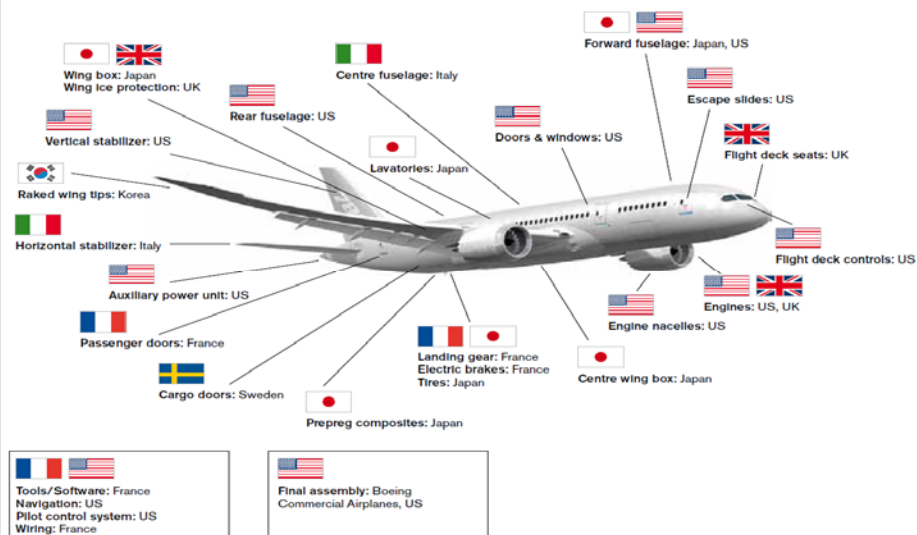 Forward fuselage: Japan, US
Wing box: Japan
Wing ice protection: UK
Centre fuselage: Italy
Escape slides: US
Rear fuselage: US
Doors & windows: US
Vertical stabilizer: US
Flight deck seats: UK
Lavatories: Japan
Raked wing tips: Korea
Horizontal stabilizer: Italy
Flight deck controls: US
Auxiliary power unit: US
Engines: US, UK
Engine nacelles: US
Passenger doors: France
Landing gear: France
Electric brakes: France
Tires: Japan
Centre wing box: Japan
Cargo doors: Sweden
Prepreg composites: Japan
Tools/Software: France
Navigation: US
Pilot control system: US
Wiring: France
Final assembly: Boeing
Commercial Airplanes, US